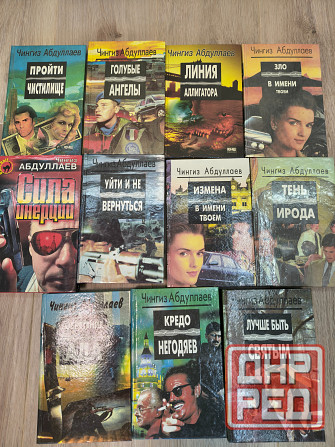 Чингиз Абдуллаев
ПРОЙТИ
ЧИСТИЛИЩЕ
Чингиз Абдуллаев
ГОЛУБЫЕ
АНГЕЛЫ
Чингиз Абдуллаев
ЛИНИЯ
АЛЛИГАТОРА
Чингиз Абдуллаев
ЗЛО
В ИМЕНИ
ТВОЕМ
Чингиз
АБДУЛЛАЕВ
Сила
инерции
Чингиз Абдуллаев
УЙТИ И НЕ
ВЕРНУТЬСЯ
Чингиз Абдуллаев
ИЗМЕНА
В ИМЕНИ
ТВОЕМ
Чингиз Абдуллаев
ТЕНЬ
ИРОДА
Чингиз Абдуллаев
Чингиз Абдуллаев
КРЕДО
НЕГОДЯЕВ
Чингиз Абдуллаев
ЛУЧШЕ БЫТЬ
СВЯТЫМ
ДНР
РЕД